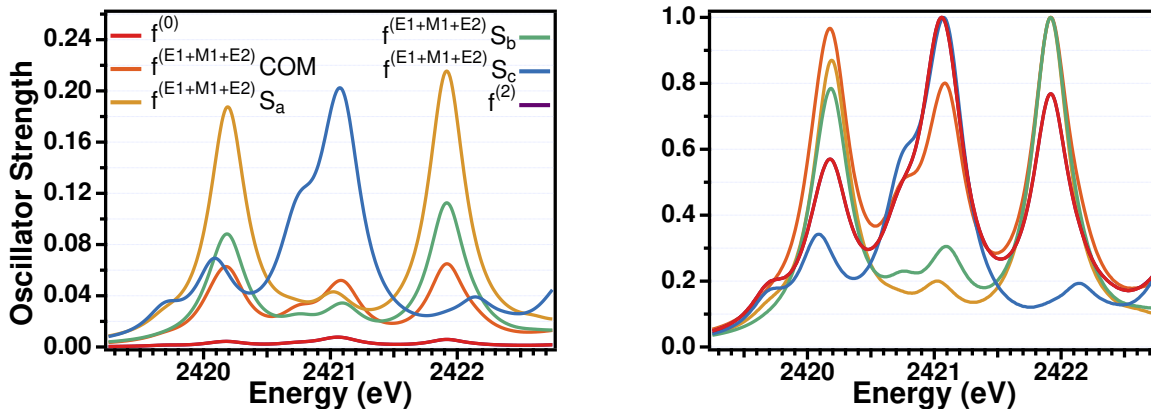 0.24
0.20
0.16
0.12
0.08
0.04
0.00
Oscillator Strength
f(0)
f(E1+M1+E2) COM
f(E1+M1+E2) Sa
f(E1+M1+E2) Sb
f(E1+M1+E2) Sc
f(2)
2420
2421
2422
Energy (eV)
1.0
0.8
0.6
0.4
0.2
0.0
2420
2421
2422
Energy (eV)